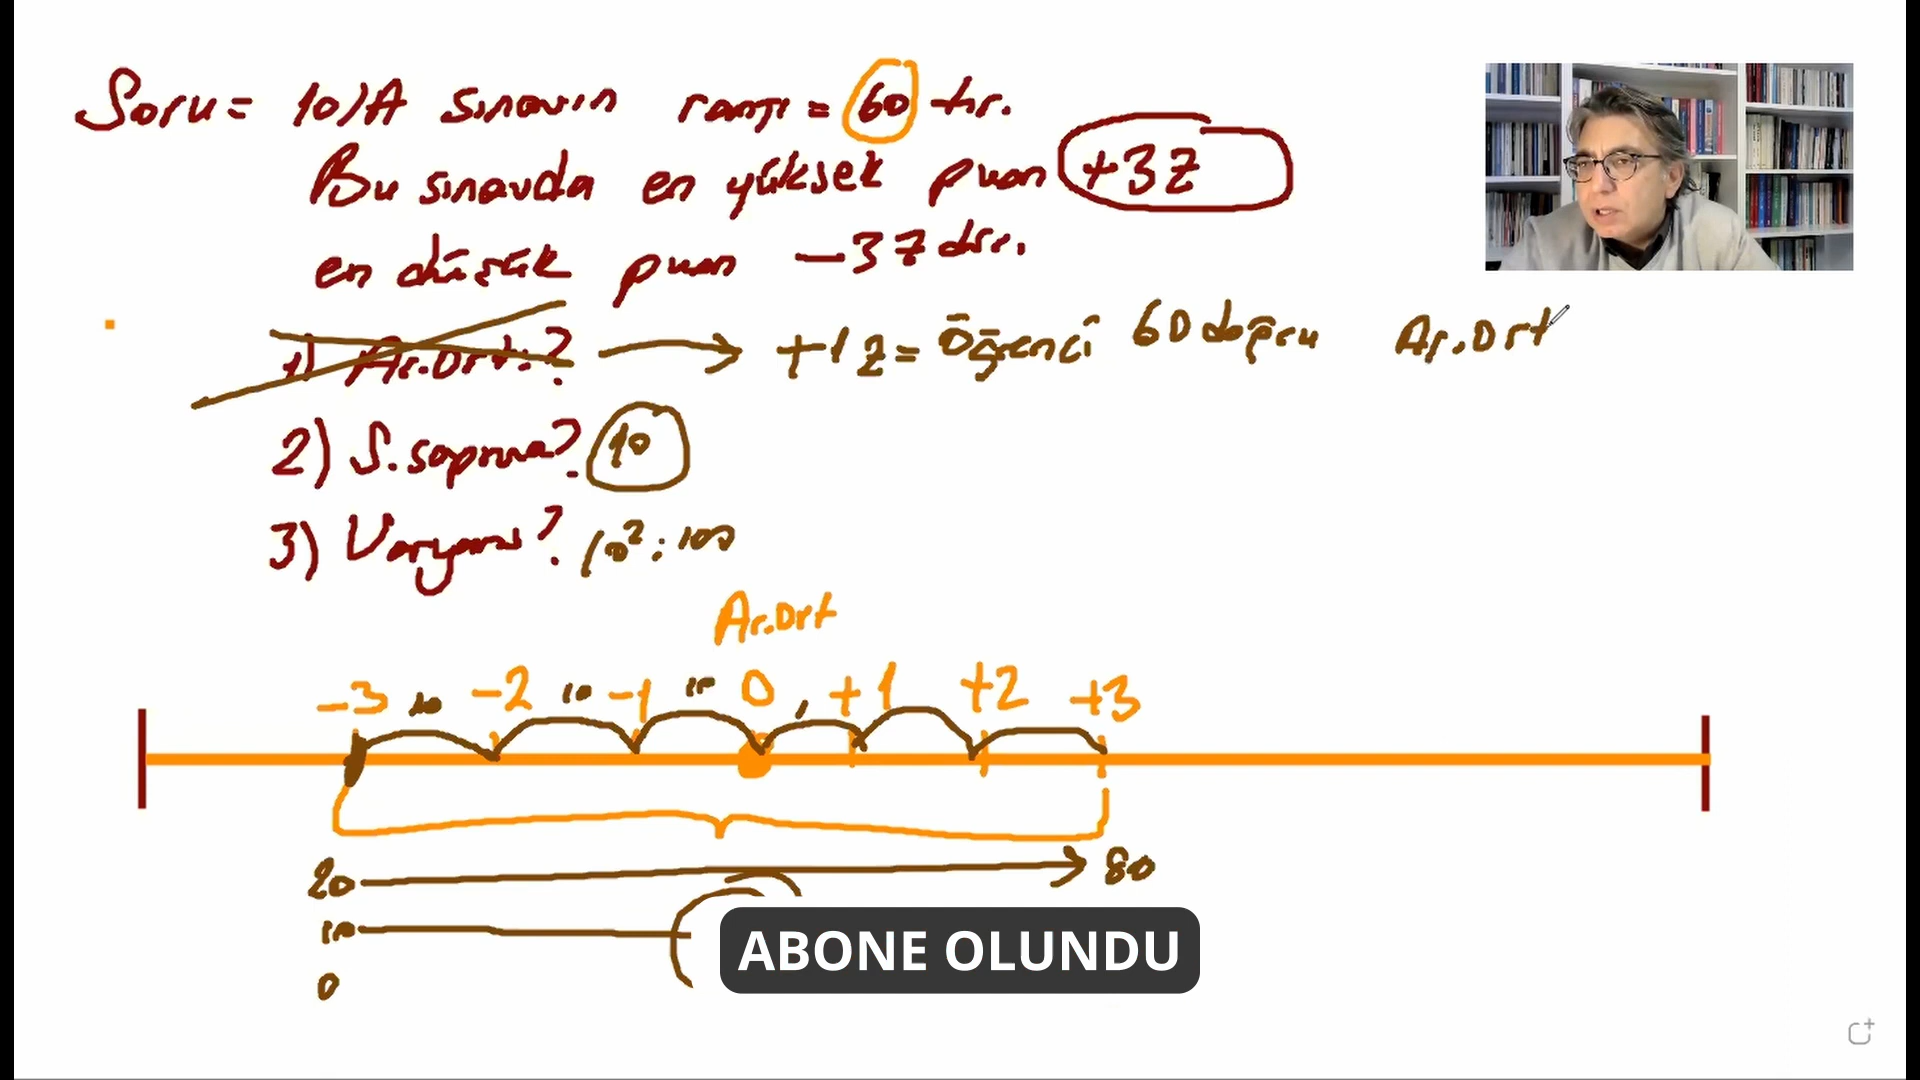 Soru = 10/A sınavın ranjı = 60 tır.
Bu sınavda en yüksek puan +3Z
en düşük puan -3Z dir.
1) Ar.Ort.? → +1 Z = Öğrenci 60 doğru Ar.Ort
2) S.sapma? 10
3) Varyans? 10²: 100
Ar.Ort
-3 10 -2 10 -1 10 0 +1 +2 +3
20 → 80
10
0
ABONE OLUNDU